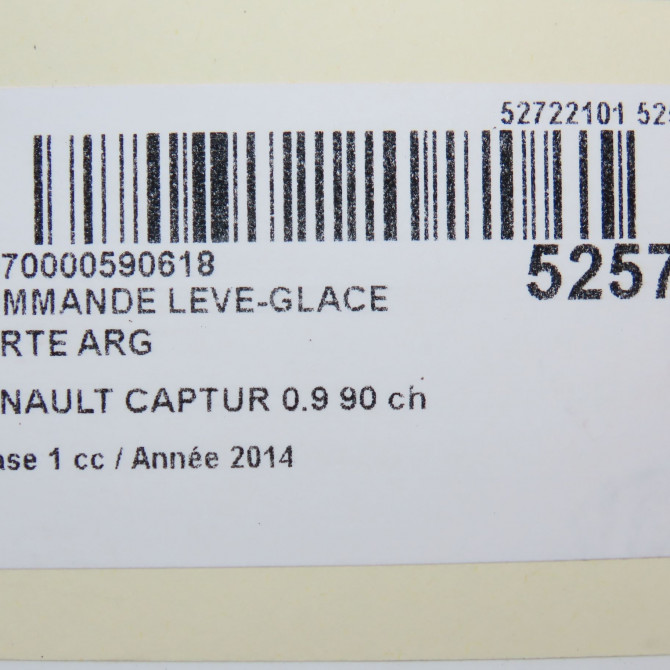 52722101 52
70000590618
5257
MMANDE LEVE-GLACE
RTE ARG
NAULT CAPTUR 0.9 90 ch
ase 1 cc / Année 2014